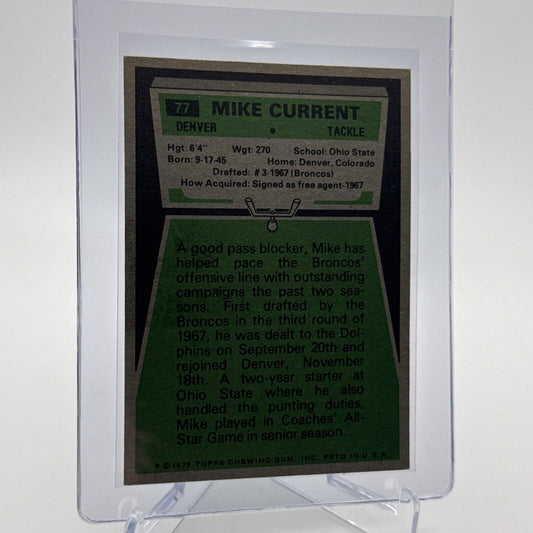 77 MIKE CURRENT
DENVER • TACKLE
Hgt: 6'4" Wgt: 270 School: Ohio State
Born: 9-17-45 Home: Denver, Colorado
Drafted: #3-1967 (Broncos)
How Acquired: Signed as free agent-1967
A good pass blocker, Mike has
helped pace the Broncos'
offensive line with outstanding
campaigns the past two sea-
sons. First drafted by the
Broncos in the third round of
1967, he was dealt to the Dol-
phins on September 20th and
rejoined Denver, November
18th. A two-year starter at
Ohio State where he also
handled the punting duties,
Mike played in Coaches' All-
Star Game in senior season.
★ © 1975 TOPPS CHEWING GUM, INC. PRTD IN U.S.A.